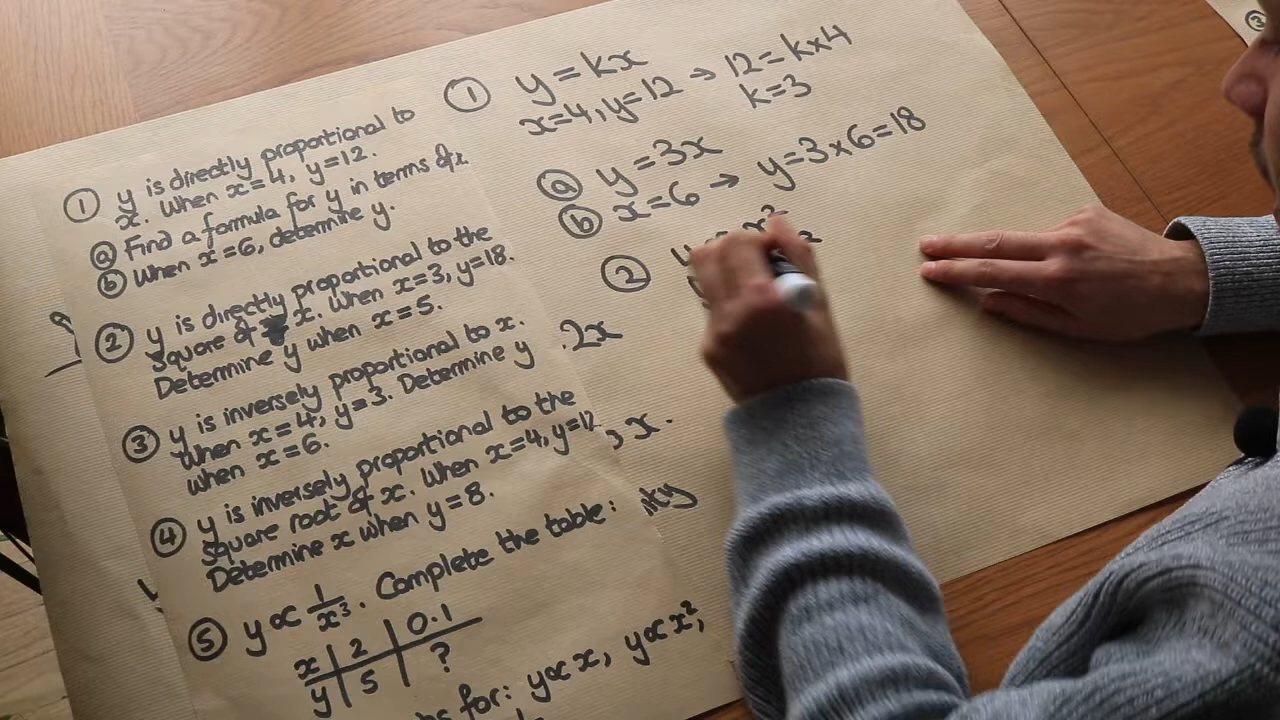 ① y is directly proportional to
x. When x=4, y=12.
ⓐ Find a formula for y in terms of x.
ⓑ When x=6, determine y.
② y is directly proportional to the
square of x. When x=3, y=18.
Determine y when x=5.
③ y is inversely proportional to x.
When x=4, y=3. Determine y
when x=6.
④ y is inversely proportional to the
square root of x. When x=4, y=12.
Determine x when y=8.
⑤ y∝1/x³. Complete the table:
x | 2 | 0.1
y | 5 | ?
for: y∝x, y∝x²,
① y=kx
x=4, y=12 → 12=k×4
k=3
ⓐ y=3x
ⓑ x=6 → y=3×6=18
②
2x
, x.
③